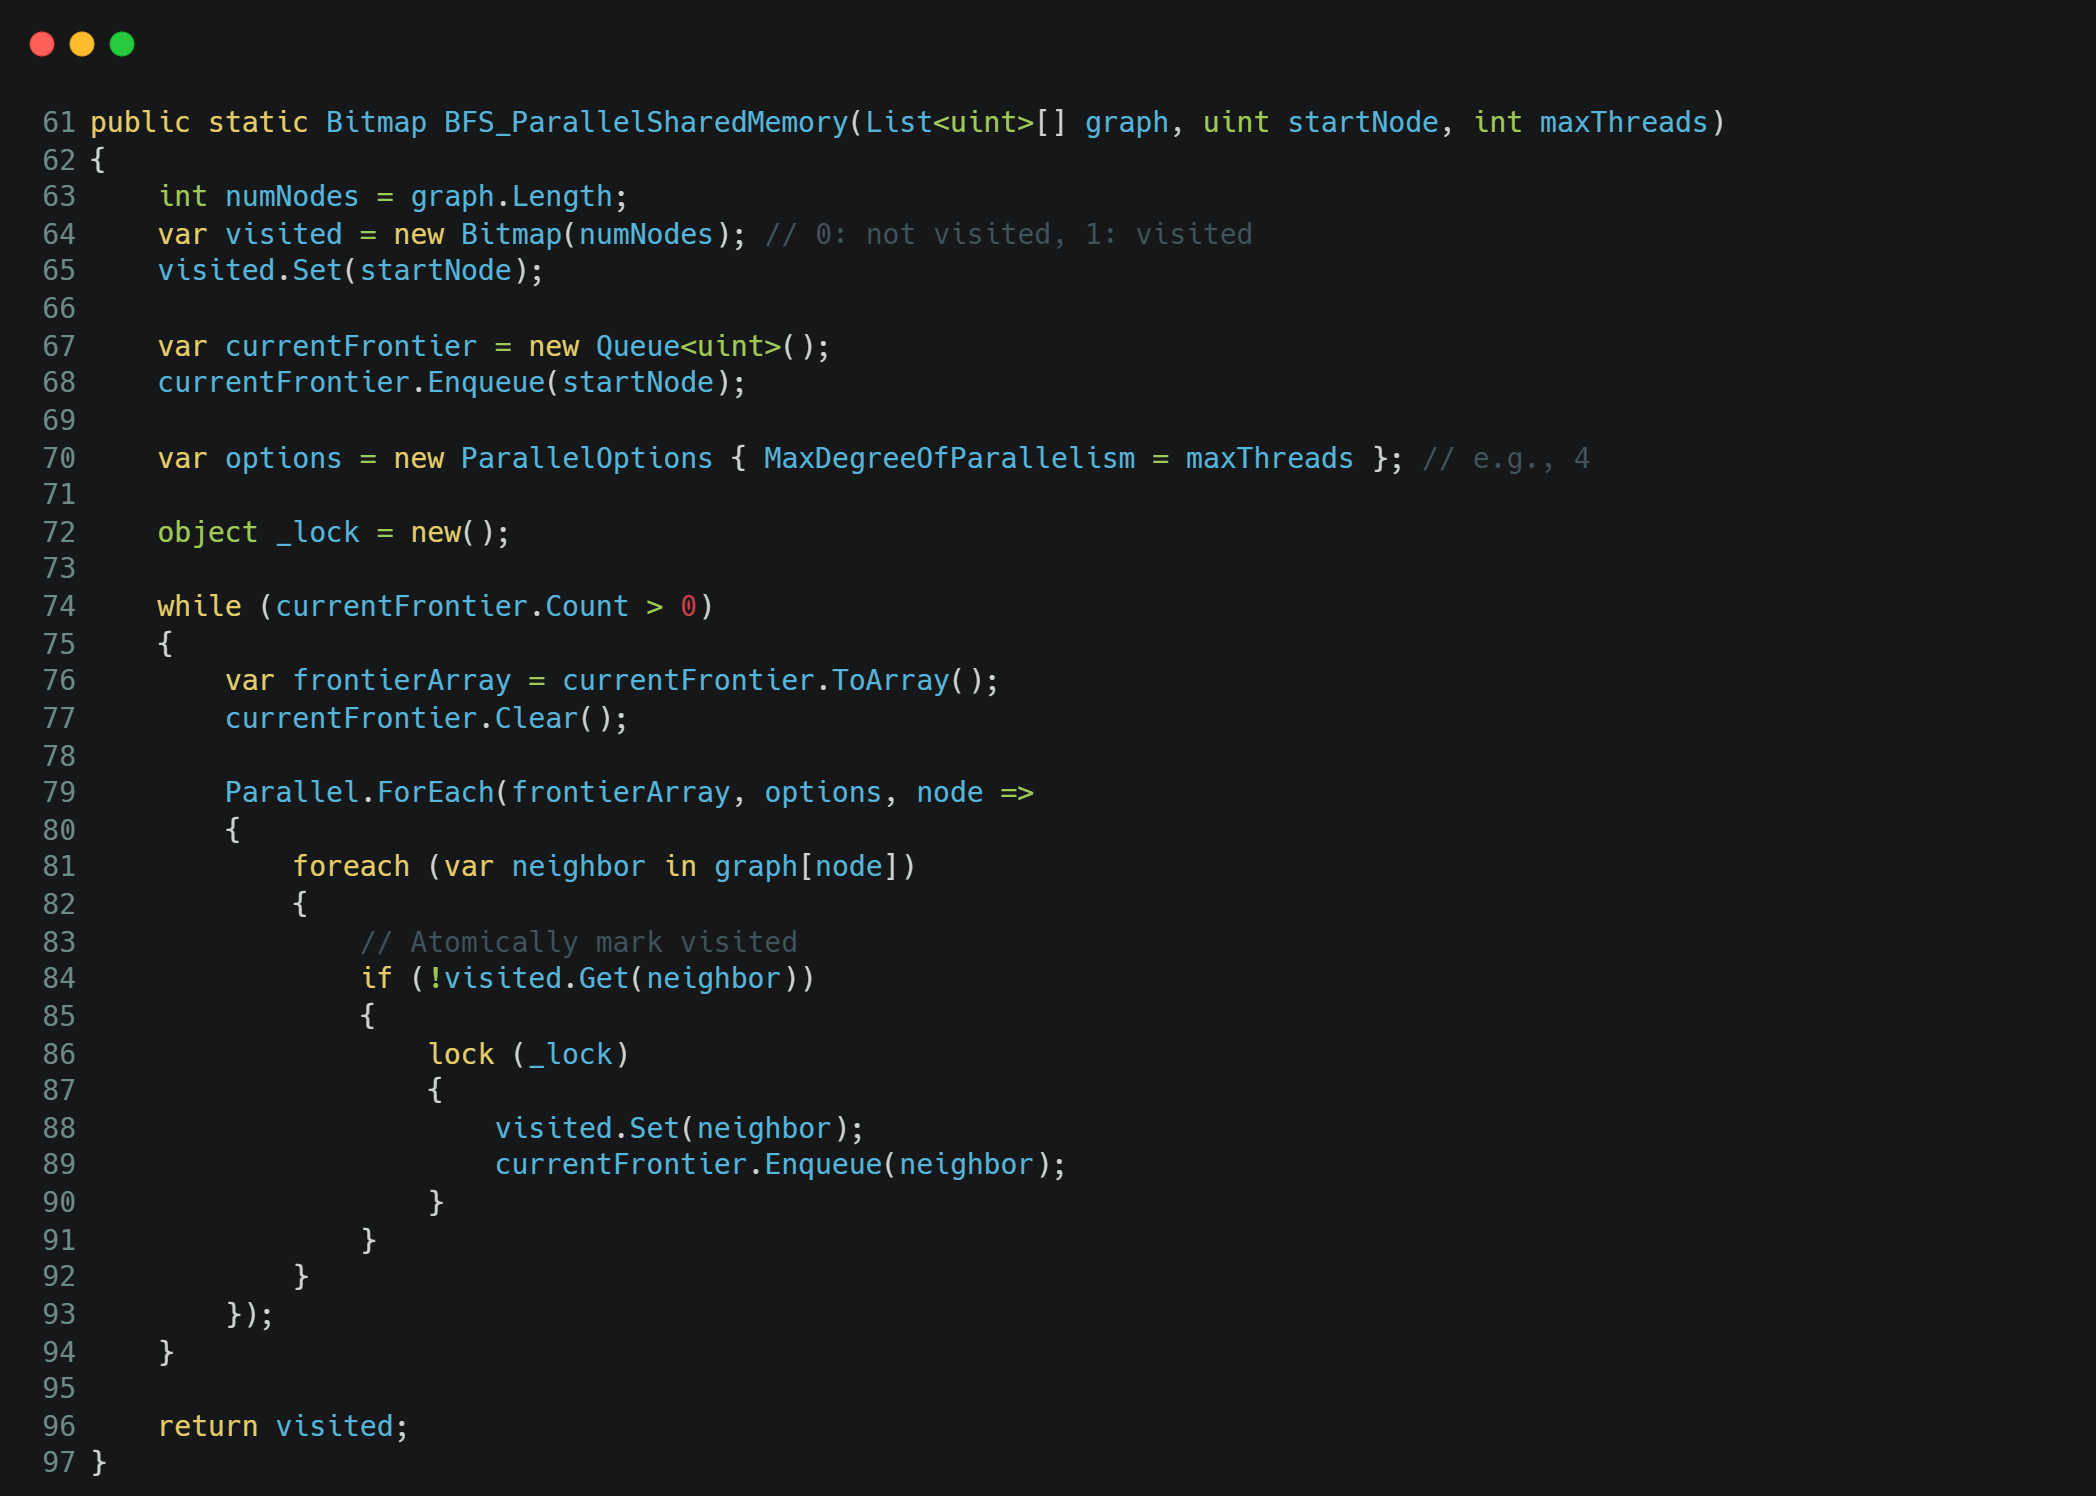 61 public static Bitmap BFS_ParallelSharedMemory(List<uint>[] graph, uint startNode, int maxThreads)
62 {
63     int numNodes = graph.Length;
64     var visited = new Bitmap(numNodes); // 0: not visited, 1: visited
65     visited.Set(startNode);
66
67     var currentFrontier = new Queue<uint>();
68     currentFrontier.Enqueue(startNode);
69
70     var options = new ParallelOptions { MaxDegreeOfParallelism = maxThreads }; // e.g., 4
71
72     object _lock = new();
73
74     while (currentFrontier.Count > 0)
75     {
76         var frontierArray = currentFrontier.ToArray();
77         currentFrontier.Clear();
78
79         Parallel.ForEach(frontierArray, options, node =>
80         {
81             foreach (var neighbor in graph[node])
82             {
83                 // Atomically mark visited
84                 if (!visited.Get(neighbor))
85                 {
86                     lock (_lock)
87                     {
88                         visited.Set(neighbor);
89                         currentFrontier.Enqueue(neighbor);
90                     }
91                 }
92             }
93         });
94     }
95
96     return visited;
97 }